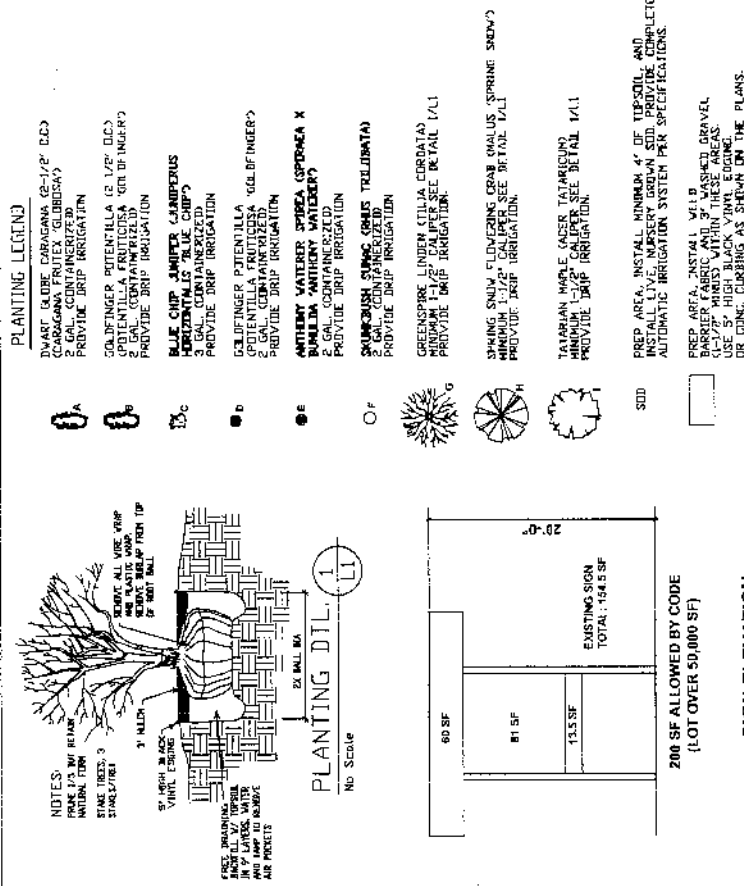 PLANTING LEGEND
A
DWARF GLOBE CARAGANA (2-1/2' O.C.)
(CARAGANA FRUTEX 'GLOBOSA')
2 GAL. (CONTAINERIZED)
PROVIDE DRIP IRRIGATION
B
GOLDFINGER POTENTILLA (2 1/2' O.C.)
(POTENTILLA FRUTICOSA 'GOLDFINGER')
2 GAL. (CONTAINERIZED)
PROVIDE DRIP IRRIGATION
C
BLUE CHIP JUNIPER (JUNIPERUS
HORIZONTALIS 'BLUE CHIP')
3 GAL (CONTAINERIZED)
PROVIDE DRIP IRRIGATION
D
GOLDFINGER POTENTILLA
(POTENTILLA FRUTICOSA 'GOLDFINGER')
2 GAL. (CONTAINERIZED)
PROVIDE DRIP IRRIGATION
E
ANTHONY WATERER SPIREA (SPIRAEA X
BUMULDA 'ANTHONY WATERER')
2 GAL. (CONTAINERIZED)
PROVIDE DRIP IRRIGATION
F
SKUNKBUSH SUMAC (RHUS TRILOBATA)
2 GAL. (CONTAINERIZED)
PROVIDE DRIP IRRIGATION
G
GREENSPIRE LINDEN (TILIA CORDATA)
MINIMUM 1-1/2" CALIPER SEE DETAIL 1/L1
PROVIDE DRIP IRRIGATION.
H
SPRING SNOW FLOWERING CRAB (MALUS 'SPRING SNOW')
MINIMUM 1-1/2" CALIPER SEE DETAIL 1/L1
PROVIDE DRIP IRRIGATION.
I
TATARIAN MAPLE (ACER TATARICUM)
MINIMUM 1-1/2" CALIPER SEE DETAIL 1/L1
PROVIDE DRIP IRRIGATION.
SOD
PREP AREA, INSTALL MINIMUM 4" OF TOPSOIL, AND
INSTALL LIVE, NURSERY GROWN SOD. PROVIDE COMPLETE
AUTOMATIC IRRIGATION SYSTEM PER SPECIFICATIONS.
PREP AREA, INSTALL WEED
BARRIER FABRIC AND 3" WASHED GRAVEL
(1-1/2" MINUS) WITHIN THESE AREAS.
USE 5" HIGH BLACK VINYL EDGING
OR CONC. CURBING AS SHOWN ON THE PLANS.
NOTES:
PRUNE 1/3 BUT RETAIN
NATURAL FORM
STAKE TREES, 3
STAKES/TREE
3" MULCH
5" HIGH BLACK
VINYL EDGING
FREE DRAINING
BACKFILL W/ TOPSOIL
IN 9" LAYERS, WATER
AND TAMP TO REMOVE
AIR POCKETS
REMOVE ALL WIRE WRAP
AND PLASTIC WRAP.
REMOVE BURLAP FROM TOP
OF ROOT BALL
2X BALL DIA
PLANTING DTL.
1
L1
No Scale
60 SF
81 SF
13.5 SF
EXISTING SIGN
TOTAL: 154.5 SF
20'-0"
200 SF ALLOWED BY CODE
(LOT OVER 50,000 SF)